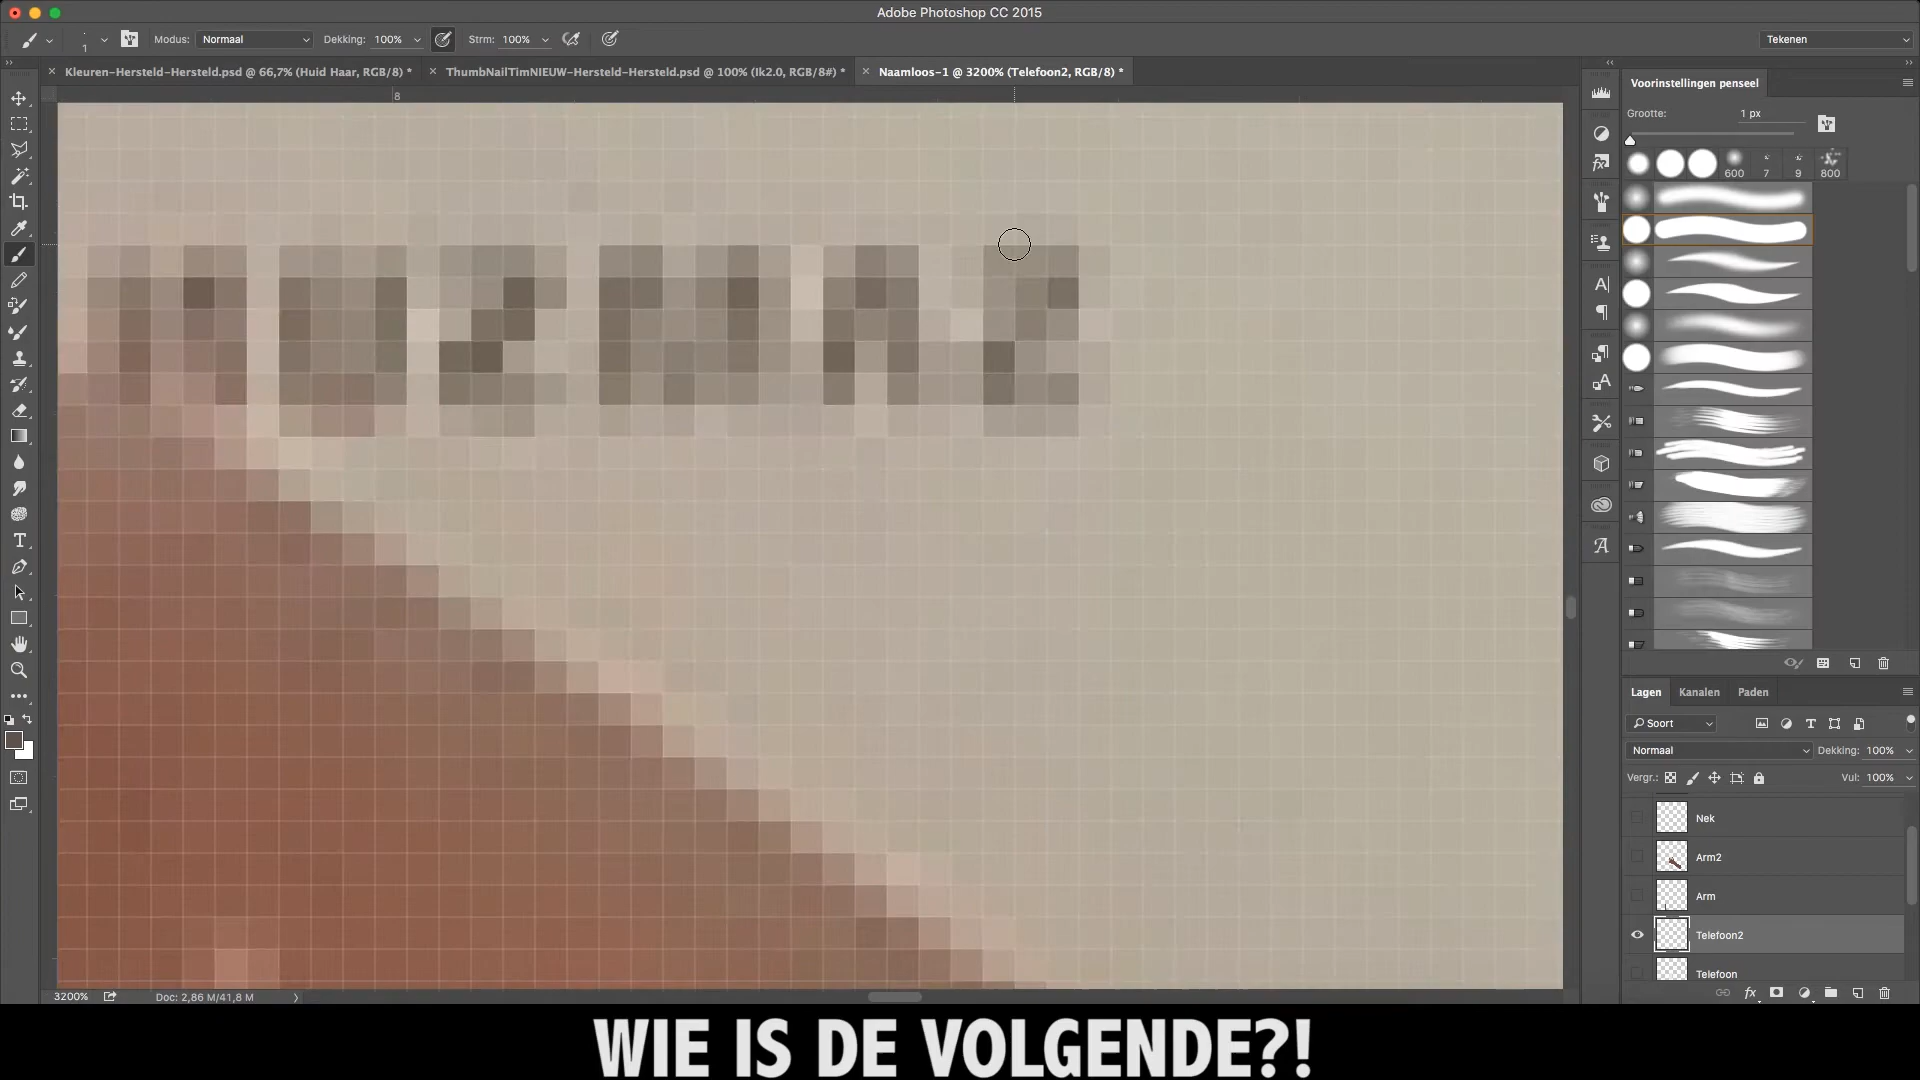 Adobe Photoshop CC 2015
1 Modus: Normaal Dekking: 100% Strm: 100% Tekenen
Kleuren-Hersteld-Hersteld.psd @ 66,7% (Huid Haar, RGB/8) * ThumbNailTimNIEUW-Hersteld-Hersteld.psd @ 100% (Ik2.0, RGB/8#) * Naamloos-1 @ 3200% (Telefoon2, RGB/8) *
8
Voorinstellingen penseel
Grootte: 1 px
600 7 9 800
Lagen Kanalen Paden
Soort
Normaal Dekking: 100%
Vergr.: Vul: 100%
Nek
Arm2
Arm
Telefoon2
Telefoon
3200% Doc: 2,86 M/41,8 M
WIE IS DE VOLGENDE?!